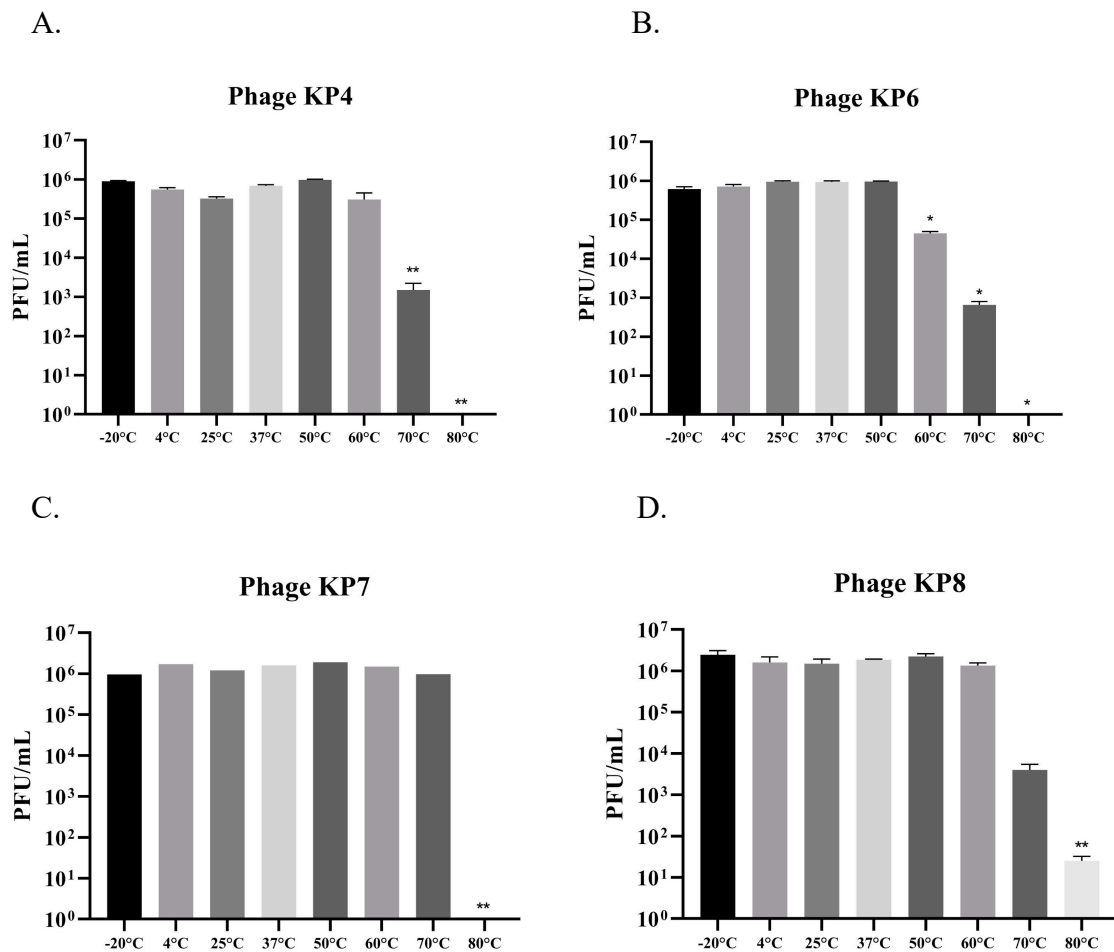 A.
Phage KP4
PFU/mL
10⁷
10⁶
10⁵
10⁴
10³
10²
10¹
10⁰
**
**
-20°C 4°C 25°C 37°C 50°C 60°C 70°C 80°C
B.
Phage KP6
PFU/mL
10⁷
10⁶
10⁵
10⁴
10³
10²
10¹
10⁰
*
*
*
-20°C 4°C 25°C 37°C 50°C 60°C 70°C 80°C
C.
Phage KP7
PFU/mL
10⁷
10⁶
10⁵
10⁴
10³
10²
10¹
10⁰
**
-20°C 4°C 25°C 37°C 50°C 60°C 70°C 80°C
D.
Phage KP8
PFU/mL
10⁷
10⁶
10⁵
10⁴
10³
10²
10¹
10⁰
**
-20°C 4°C 25°C 37°C 50°C 60°C 70°C 80°C